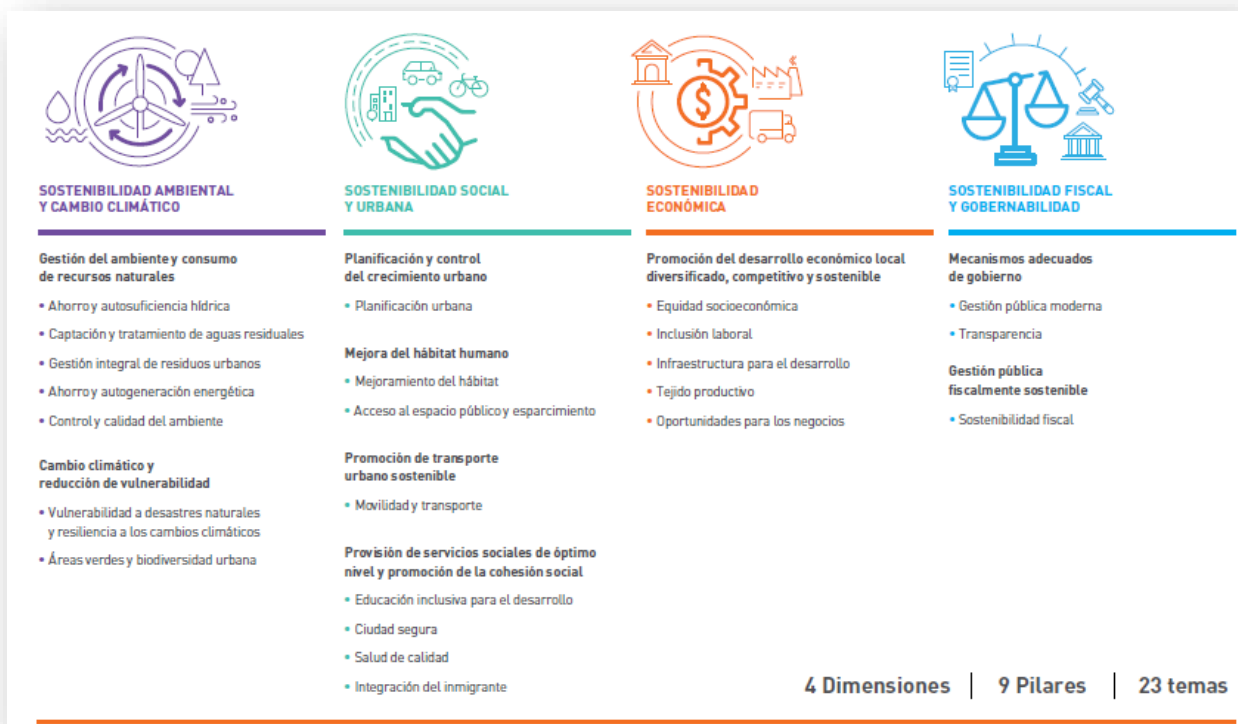 SOSTENIBILIDAD AMBIENTAL
Y CAMBIO CLIMÁTICO
Gestión del ambiente y consumo
de recursos naturales
• Ahorro y autosuficiencia hídrica
• Captación y tratamiento de aguas residuales
• Gestión integral de residuos urbanos
• Ahorro y autogeneración energética
• Control y calidad del ambiente
Cambio climático y
reducción de vulnerabilidad
• Vulnerabilidad a desastres naturales
y resiliencia a los cambios climáticos
• Áreas verdes y biodiversidad urbana
SOSTENIBILIDAD SOCIAL
Y URBANA
Planificación y control
del crecimiento urbano
• Planificación urbana
Mejora del hábitat humano
• Mejoramiento del hábitat
• Acceso al espacio público y esparcimiento
Promoción de transporte
urbano sostenible
• Movilidad y transporte
Provisión de servicios sociales de óptimo
nivel y promoción de la cohesión social
• Educación inclusiva para el desarrollo
• Ciudad segura
• Salud de calidad
• Integración del inmigrante
SOSTENIBILIDAD
ECONÓMICA
Promoción del desarrollo económico local
diversificado, competitivo y sostenible
• Equidad socioeconómica
• Inclusión laboral
• Infraestructura para el desarrollo
• Tejido productivo
• Oportunidades para los negocios
SOSTENIBILIDAD FISCAL
Y GOBERNABILIDAD
Mecanismos adecuados
de gobierno
• Gestión pública moderna
• Transparencia
Gestión pública
fiscalmente sostenible
• Sostenibilidad fiscal
4 Dimensiones | 9 Pilares | 23 temas